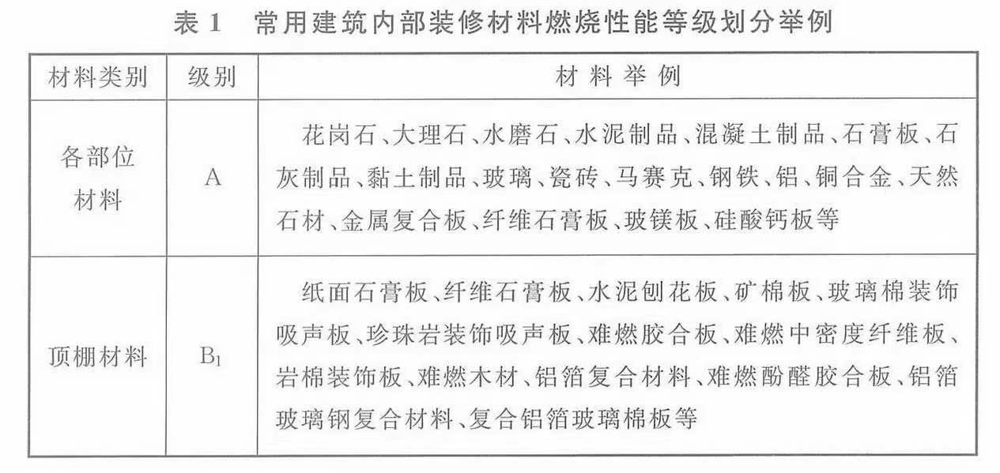 表 1 常用建筑内部装修材料燃烧性能等级划分举例
材料类别 级别 材 料 举 例
各部位
材料
A
花岗石、大理石、水磨石、水泥制品、混凝土制品、石膏板、石
灰制品、黏土制品、玻璃、瓷砖、马赛克、钢铁、铝、铜合金、天然
石材、金属复合板、纤维石膏板、玻镁板、硅酸钙板等
顶棚材料
B₁
纸面石膏板、纤维石膏板、水泥刨花板、矿棉板、玻璃棉装饰
吸声板、珍珠岩装饰吸声板、难燃胶合板、难燃中密度纤维板、
岩棉装饰板、难燃木材、铝箔复合材料、难燃酚醛胶合板、铝箔
玻璃钢复合材料、复合铝箔玻璃棉板等